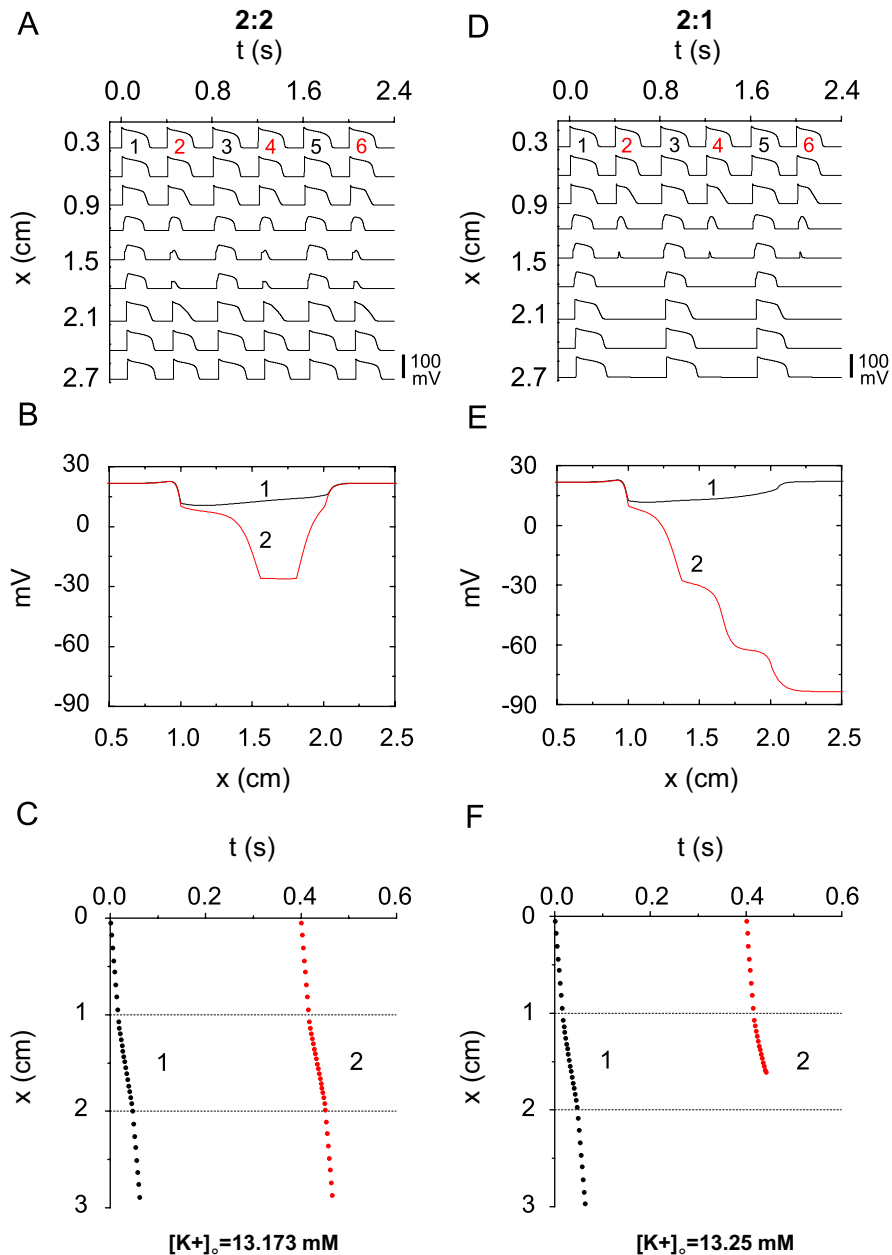 A
2:2
t (s)
0.0 0.8 1.6 2.4
0.3
0.9
1.5
2.1
2.7
x (cm)
1 2 3 4 5 6
100
mV
D
2:1
t (s)
0.0 0.8 1.6 2.4
0.3
0.9
1.5
2.1
2.7
x (cm)
1 2 3 4 5 6
100
mV
B
30
0
-30
-60
-90
mV
1
2
0.5 1.0 1.5 2.0 2.5
x (cm)
E
30
0
-30
-60
-90
mV
1
2
0.5 1.0 1.5 2.0 2.5
x (cm)
C
t (s)
0.0 0.2 0.4 0.6
0
1
2
3
x (cm)
1 2
[K+]ₒ=13.173 mM
F
t (s)
0.0 0.2 0.4 0.6
0
1
2
3
x (cm)
1 2
[K+]ₒ=13.25 mM